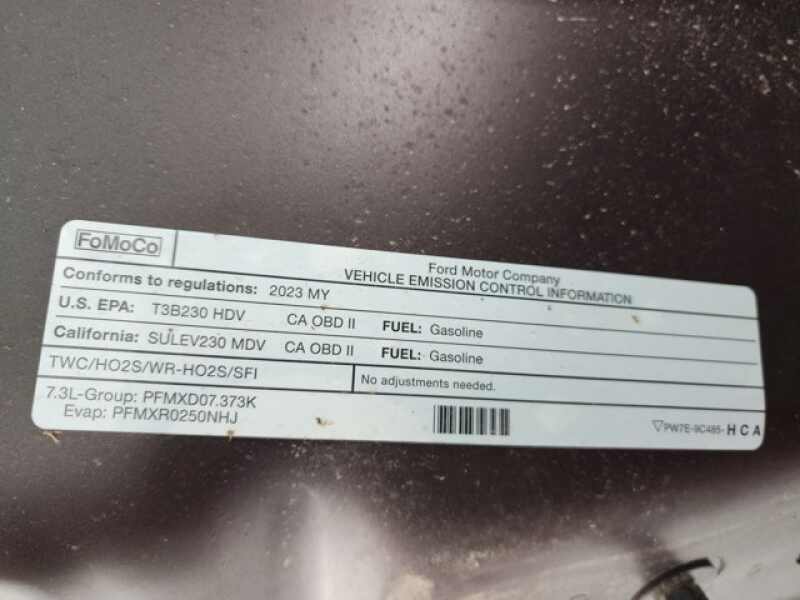 FoMoCo
Ford Motor Company
VEHICLE EMISSION CONTROL INFORMATION
Conforms to regulations: 2023 MY
U.S. EPA: T3B230 HDV CA OBD II FUEL: Gasoline
California: SULEV230 MDV CA OBD II FUEL: Gasoline
TWC/HO2S/WR-HO2S/SFI
No adjustments needed.
7.3L-Group: PFMXD07.373K
Evap: PFMXR0250NHJ
PW7E-9C485-HCA